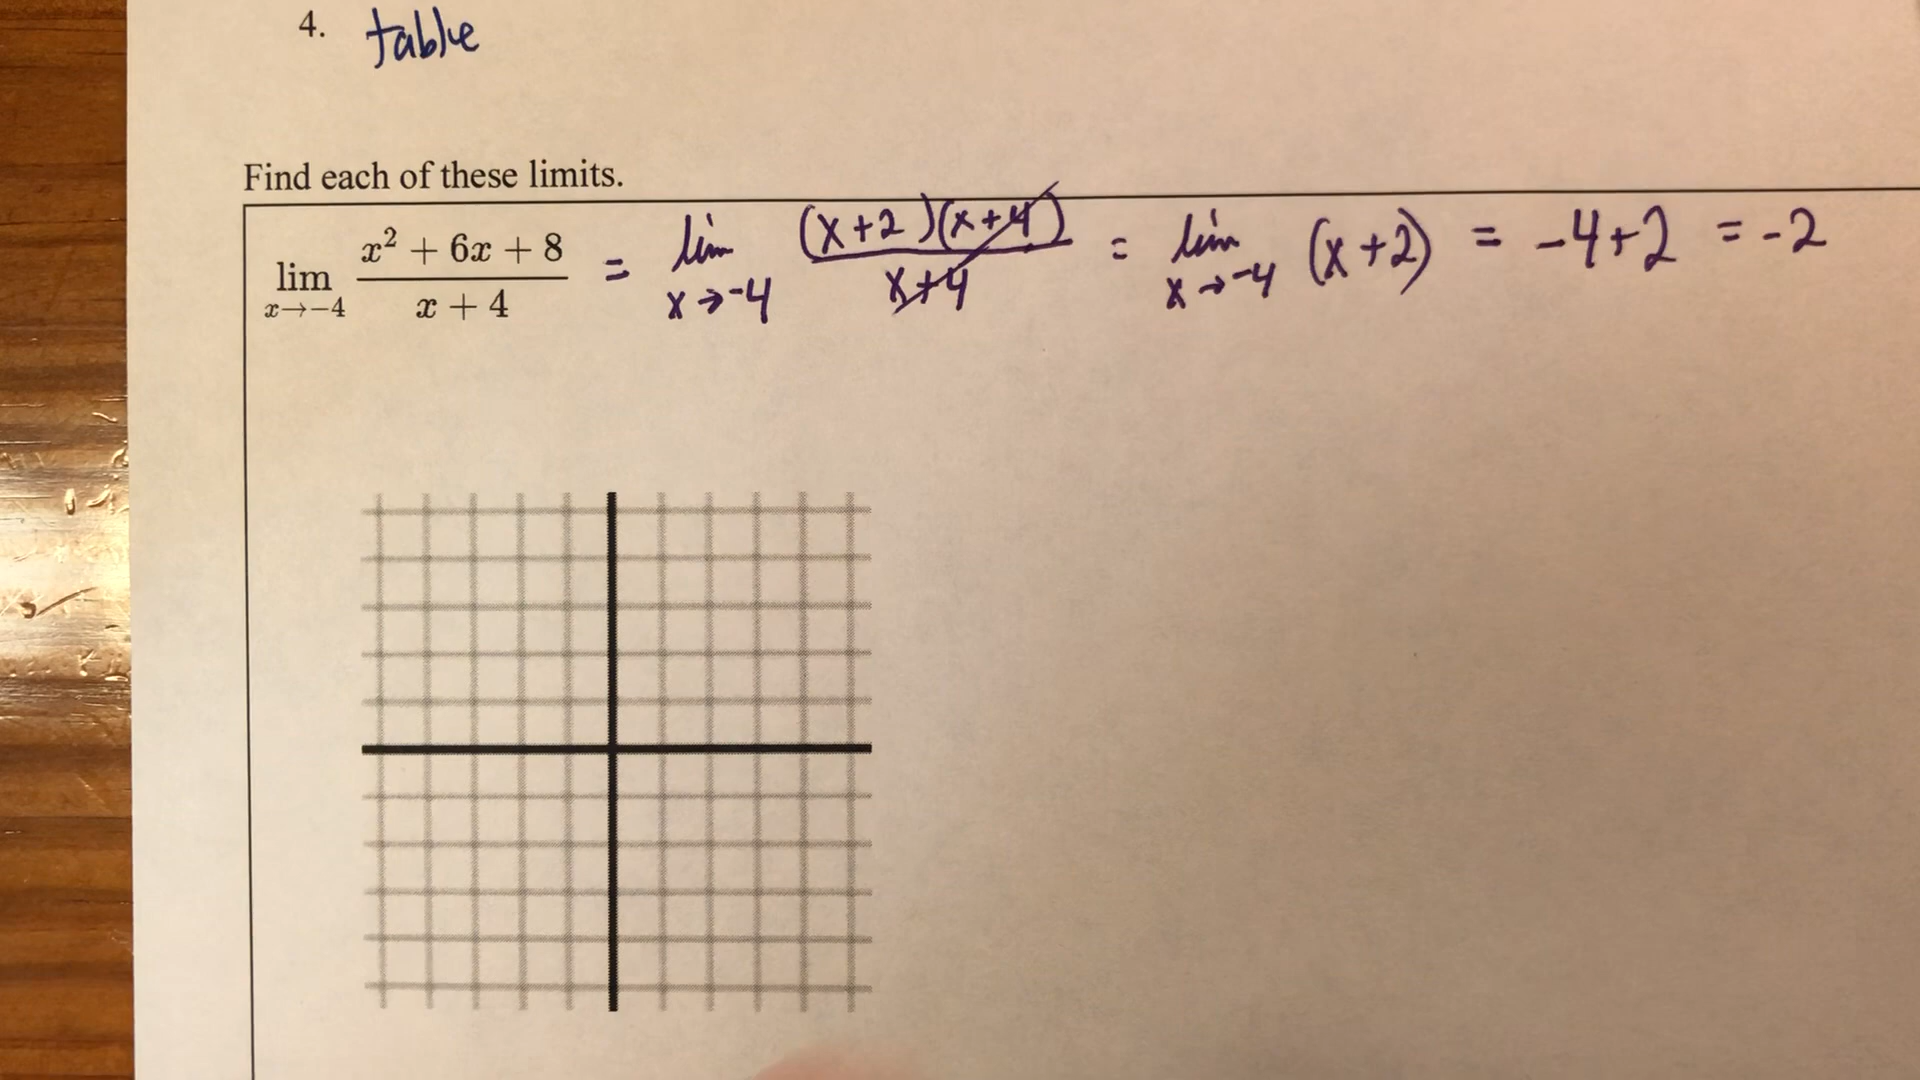 4. table
Find each of these limits.
lim x→-4 (x² + 6x + 8)/(x + 4) = lim x→-4 ((x+2)(x+4))/(x+4) = lim x→-4 (x+2) = -4+2 = -2